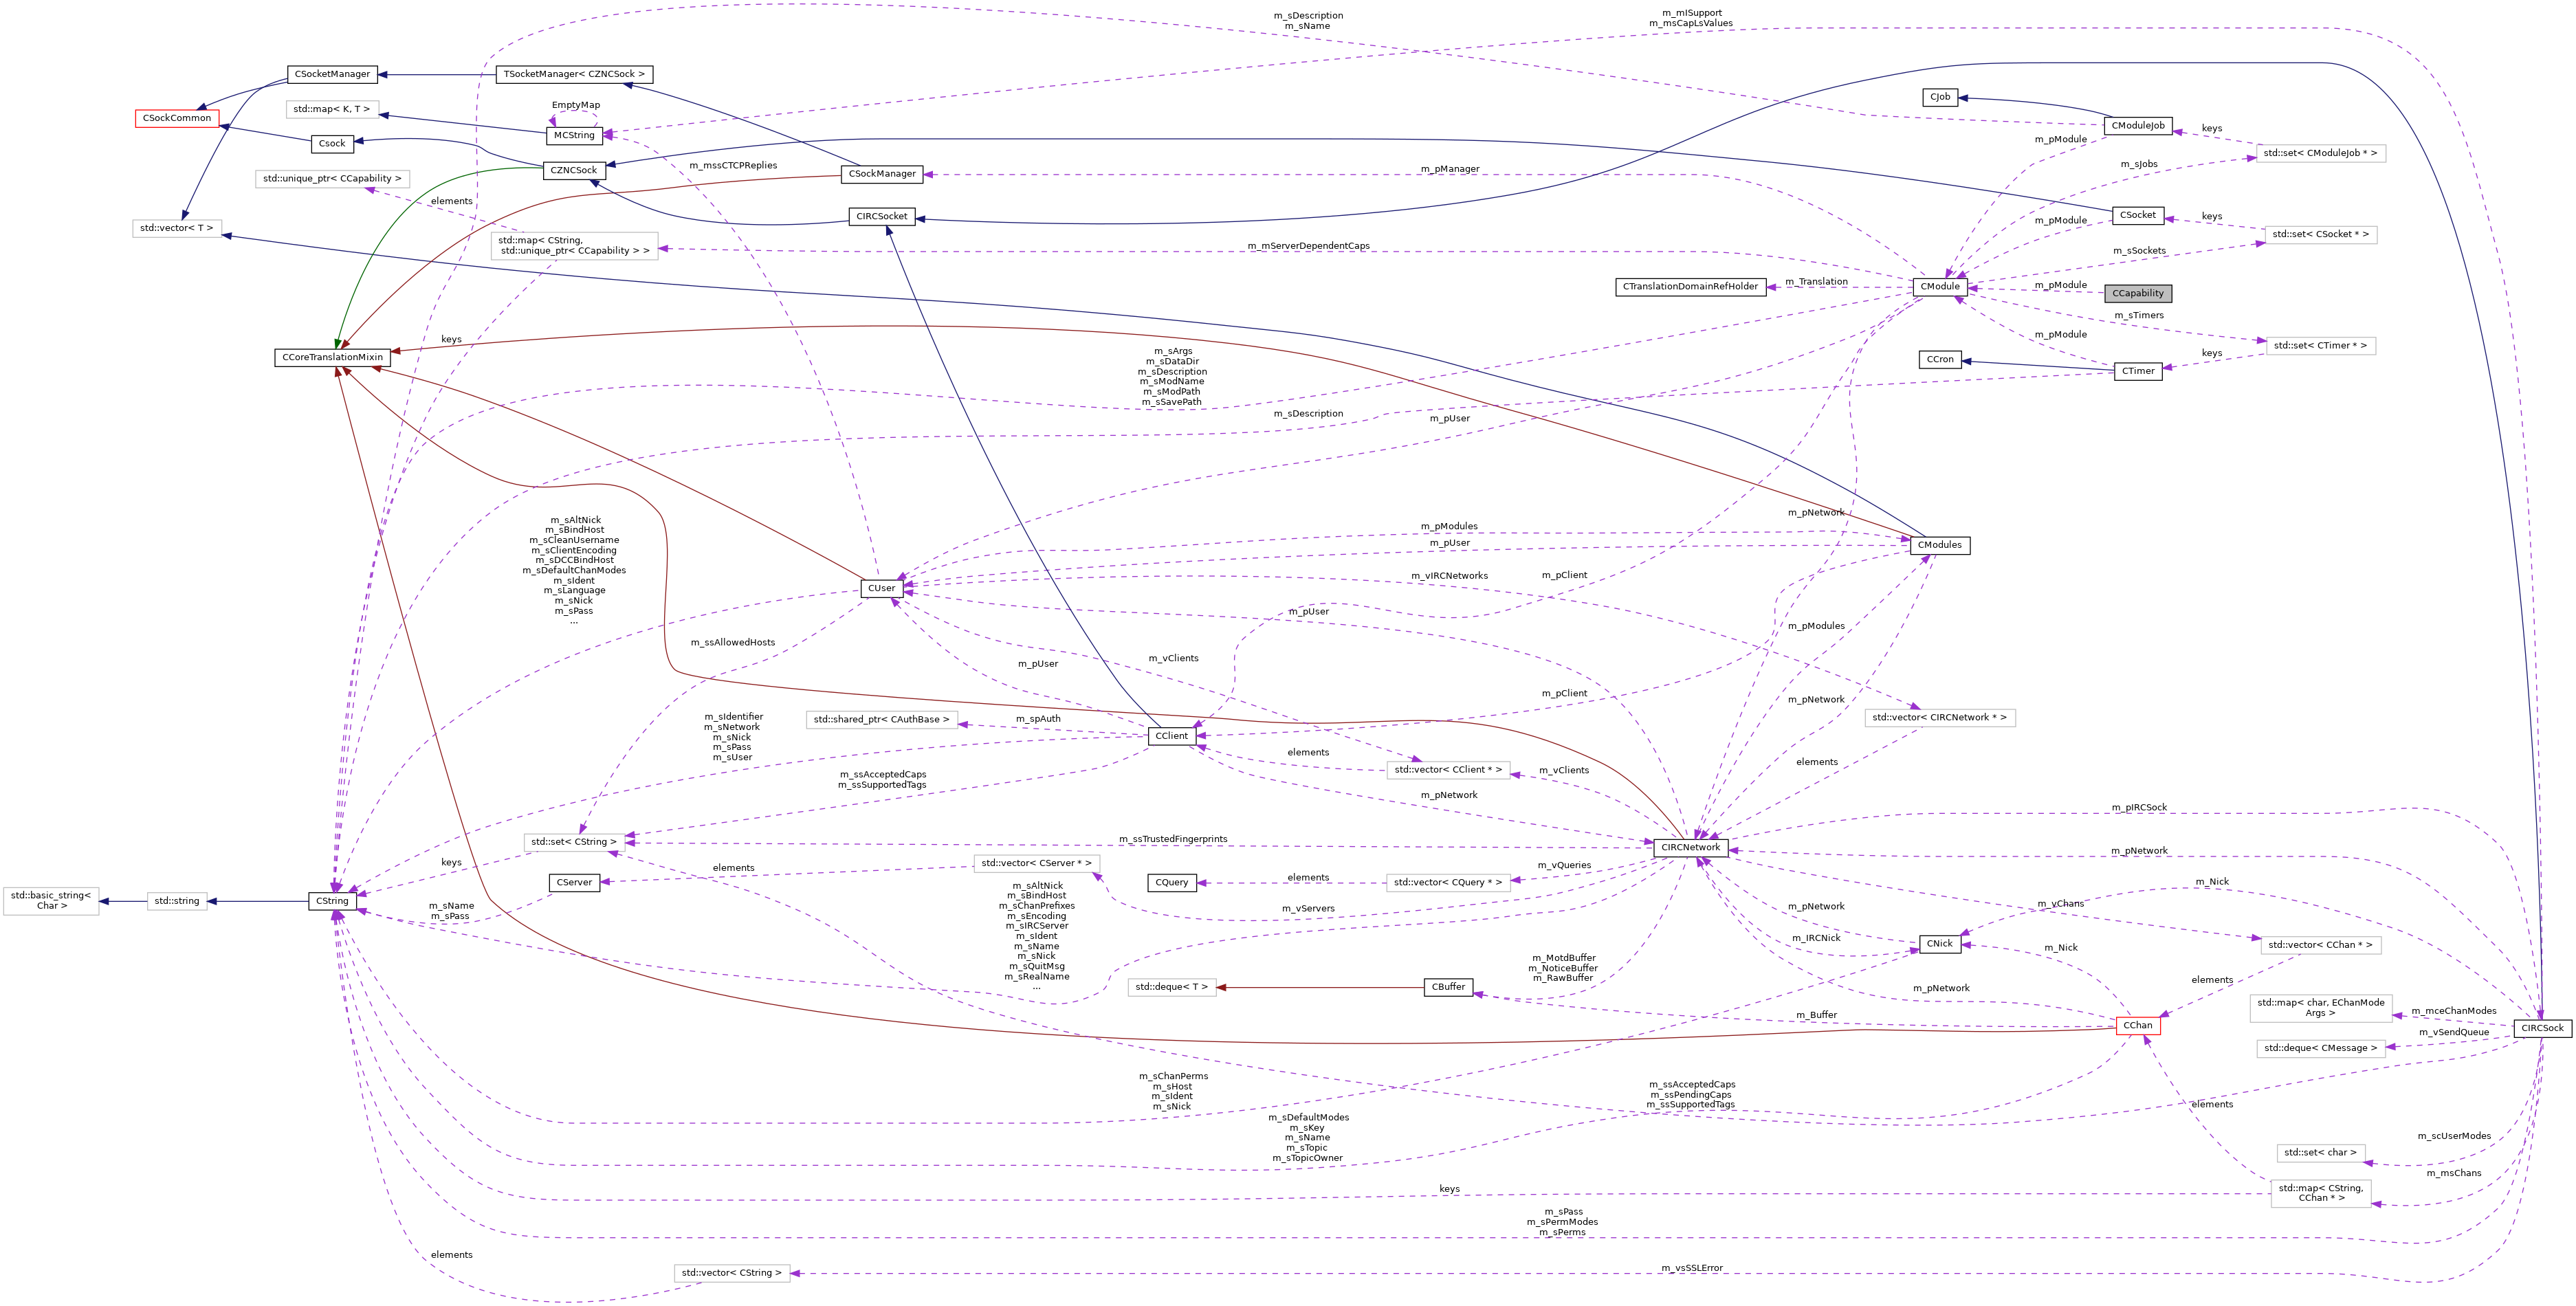 m_sDescription
m_sName
m_mISupport
m_msCapLsValues
CSocketManager
TSocketManager< CZNCSock >
CJob
EmptyMap
std::map< K, T >
CSockCommon
MCString
CModuleJob
keys
Csock
m_pModule
std::set< CModuleJob * >
m_mssCTCPReplies
m_sJobs
CZNCSock
CSockManager
m_pManager
std::unique_ptr< CCapability >
elements
CIRCSocket
CSocket
keys
m_pModule
std::vector< T >
std::set< CSocket * >
std::map< CString,
std::unique_ptr< CCapability > >
m_mServerDependentCaps
m_sSockets
CTranslationDomainRefHolder
m_Translation
CModule
m_pModule
CCapability
m_sTimers
keys
m_pModule
std::set< CTimer * >
CCoreTranslationMixin
m_sArgs
m_sDataDir
m_sDescription
m_sModName
m_sModPath
m_sSavePath
CCron
keys
CTimer
m_sDescription
m_pUser
m_sAltNick
m_sBindHost
m_sCleanUsername
m_sClientEncoding
m_sDCCBindHost
m_sDefaultChanModes
m_sIdent
m_sLanguage
m_sNick
m_sPass
...
m_pNetwork
m_pModules
m_pUser
CModules
CUser
m_vIRCNetworks
m_pClient
m_pUser
m_pModules
m_ssAllowedHosts
m_pUser
m_vClients
m_pClient
m_pNetwork
m_sIdentifier
m_sNetwork
m_sNick
m_sPass
m_sUser
std::shared_ptr< CAuthBase >
m_spAuth
CClient
std::vector< CIRCNetwork * >
elements
std::vector< CClient * >
m_vClients
elements
m_ssAcceptedCaps
m_ssSupportedTags
m_pNetwork
m_pIRCSock
std::set< CString >
m_ssTrustedFingerprints
CIRCNetwork
m_pNetwork
keys
elements
std::vector< CServer * >
m_vQueries
CServer
CQuery
elements
std::vector< CQuery * >
m_Nick
std::basic_string<
Char >
std::string
CString
m_sName
m_sPass
m_sAltNick
m_sBindHost
m_sChanPrefixes
m_sEncoding
m_sIRCServer
m_sIdent
m_sName
m_sNick
m_sQuitMsg
m_sRealName
...
m_vServers
m_pNetwork
m_vChans
m_IRCNick
CNick
m_Nick
std::vector< CChan * >
m_MotdBuffer
m_NoticeBuffer
m_RawBuffer
elements
std::deque< T >
CBuffer
m_pNetwork
std::map< char, EChanMode
Args >
m_mceChanModes
m_Buffer
CChan
CIRCSock
m_vSendQueue
std::deque< CMessage >
m_sChanPerms
m_sHost
m_sIdent
m_sNick
m_ssAcceptedCaps
m_ssPendingCaps
m_ssSupportedTags
elements
m_sDefaultModes
m_sKey
m_sName
m_sTopic
m_sTopicOwner
m_scUserModes
std::set< char >
m_msChans
keys
std::map< CString,
CChan * >
m_sPass
m_sPermModes
m_sPerms
elements
std::vector< CString >
m_vsSSLError